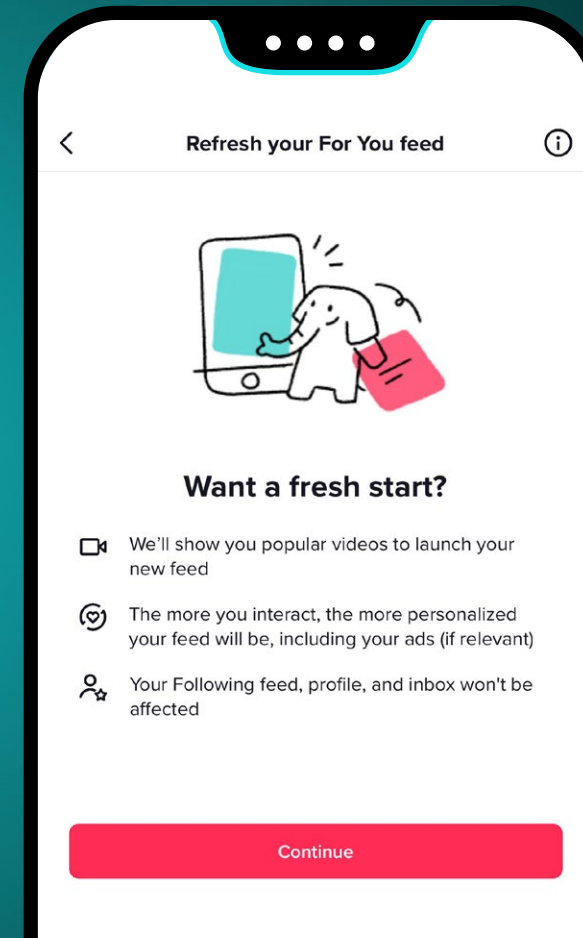 Refresh your For You feed
Want a fresh start?
We'll show you popular videos to launch your
new feed
The more you interact, the more personalized
your feed will be, including your ads (if relevant)
Your Following feed, profile, and inbox won't be
affected
Continue